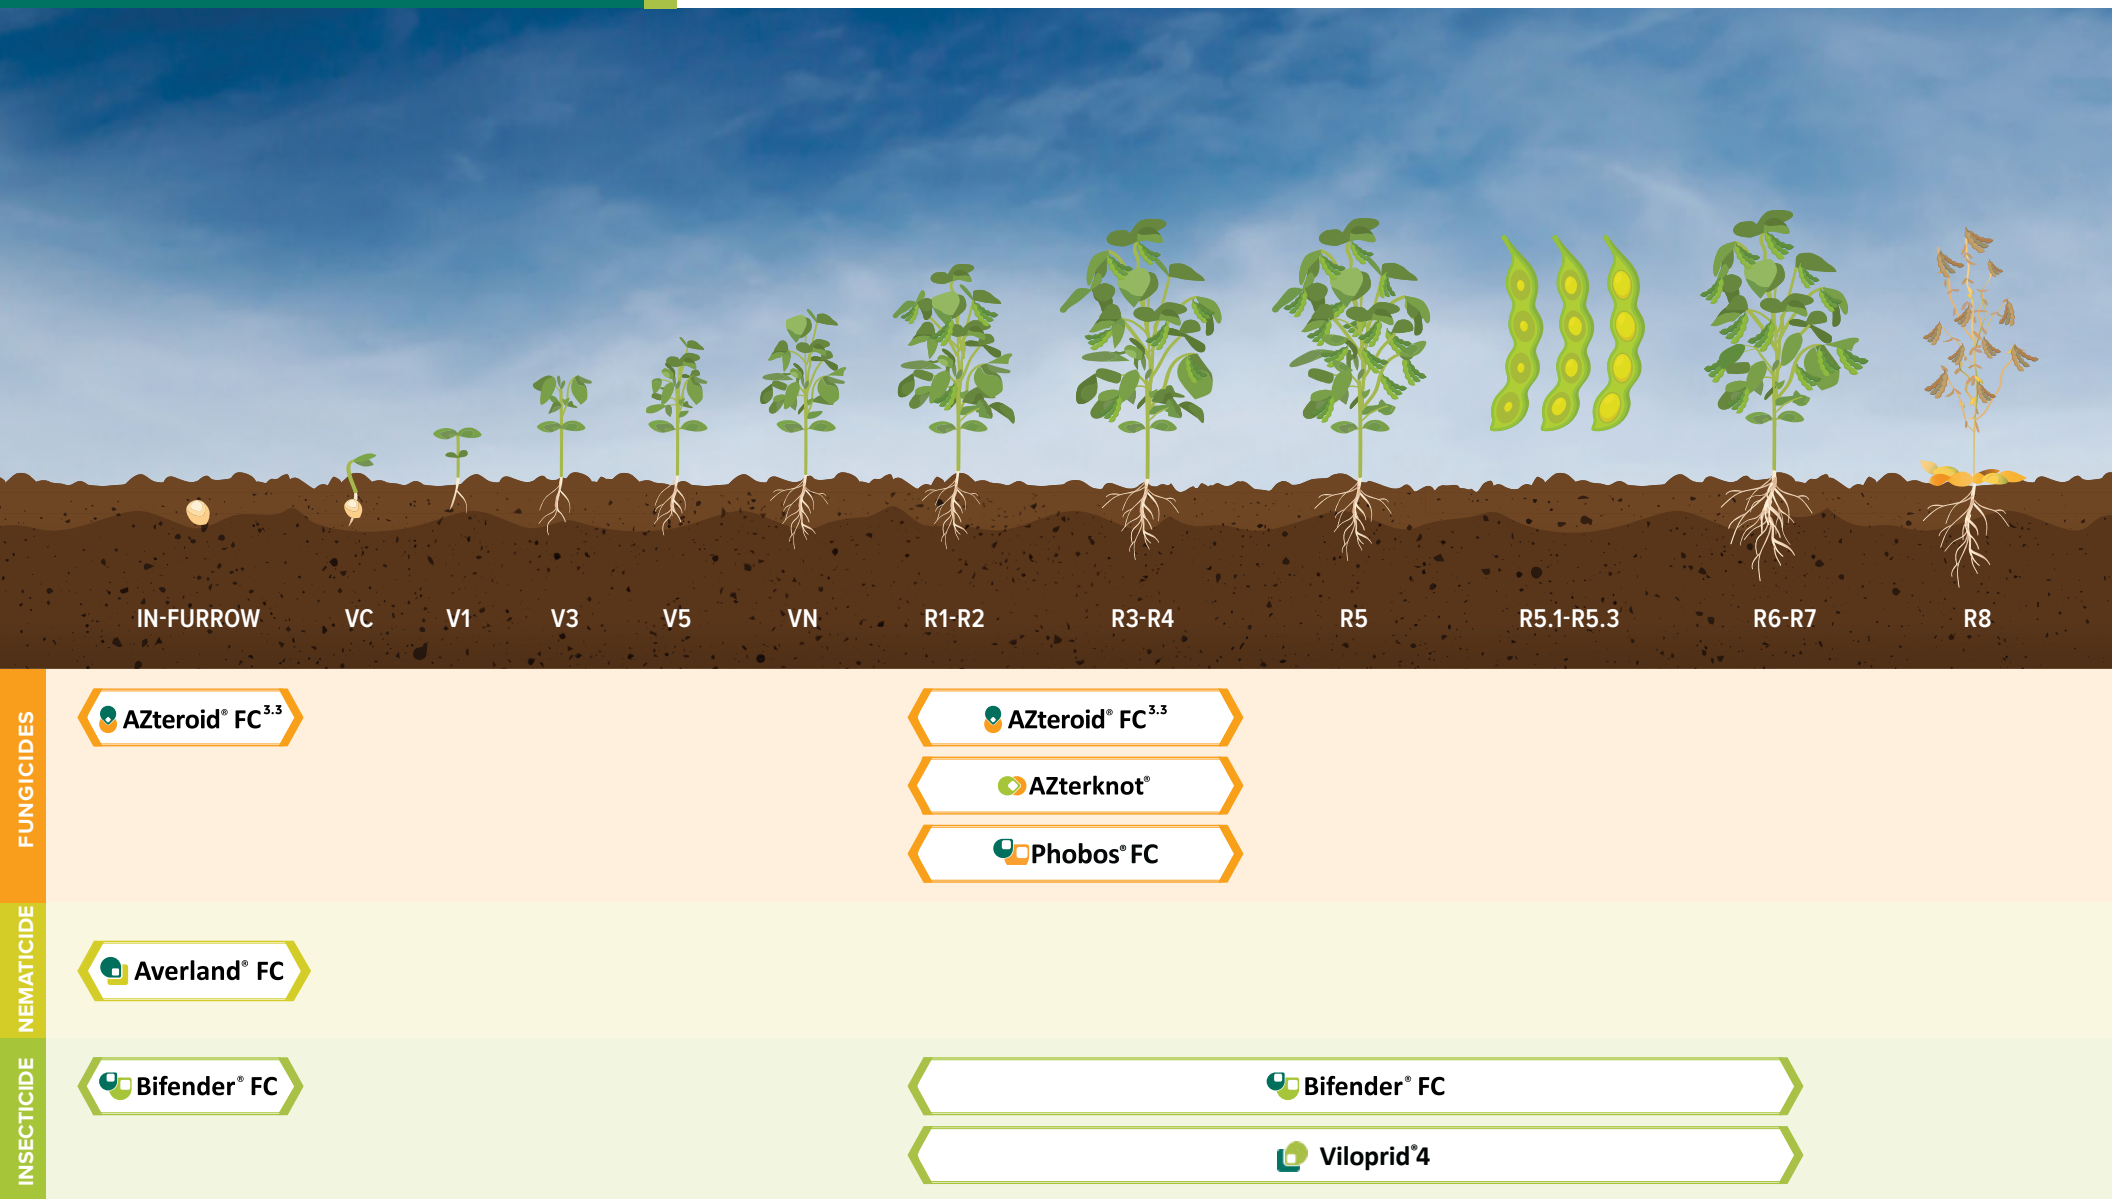 IN-FURROW VC V1 V3 V5 VN R1-R2 R3-R4 R5 R5.1-R5.3 R6-R7 R8
FUNGICIDES
AZteroid® FC3.3
AZteroid® FC3.3
AZterknot®
Phobos® FC
NEMATICIDE
Averland® FC
INSECTICIDE
Bifender® FC
Bifender® FC
Viloprid®4